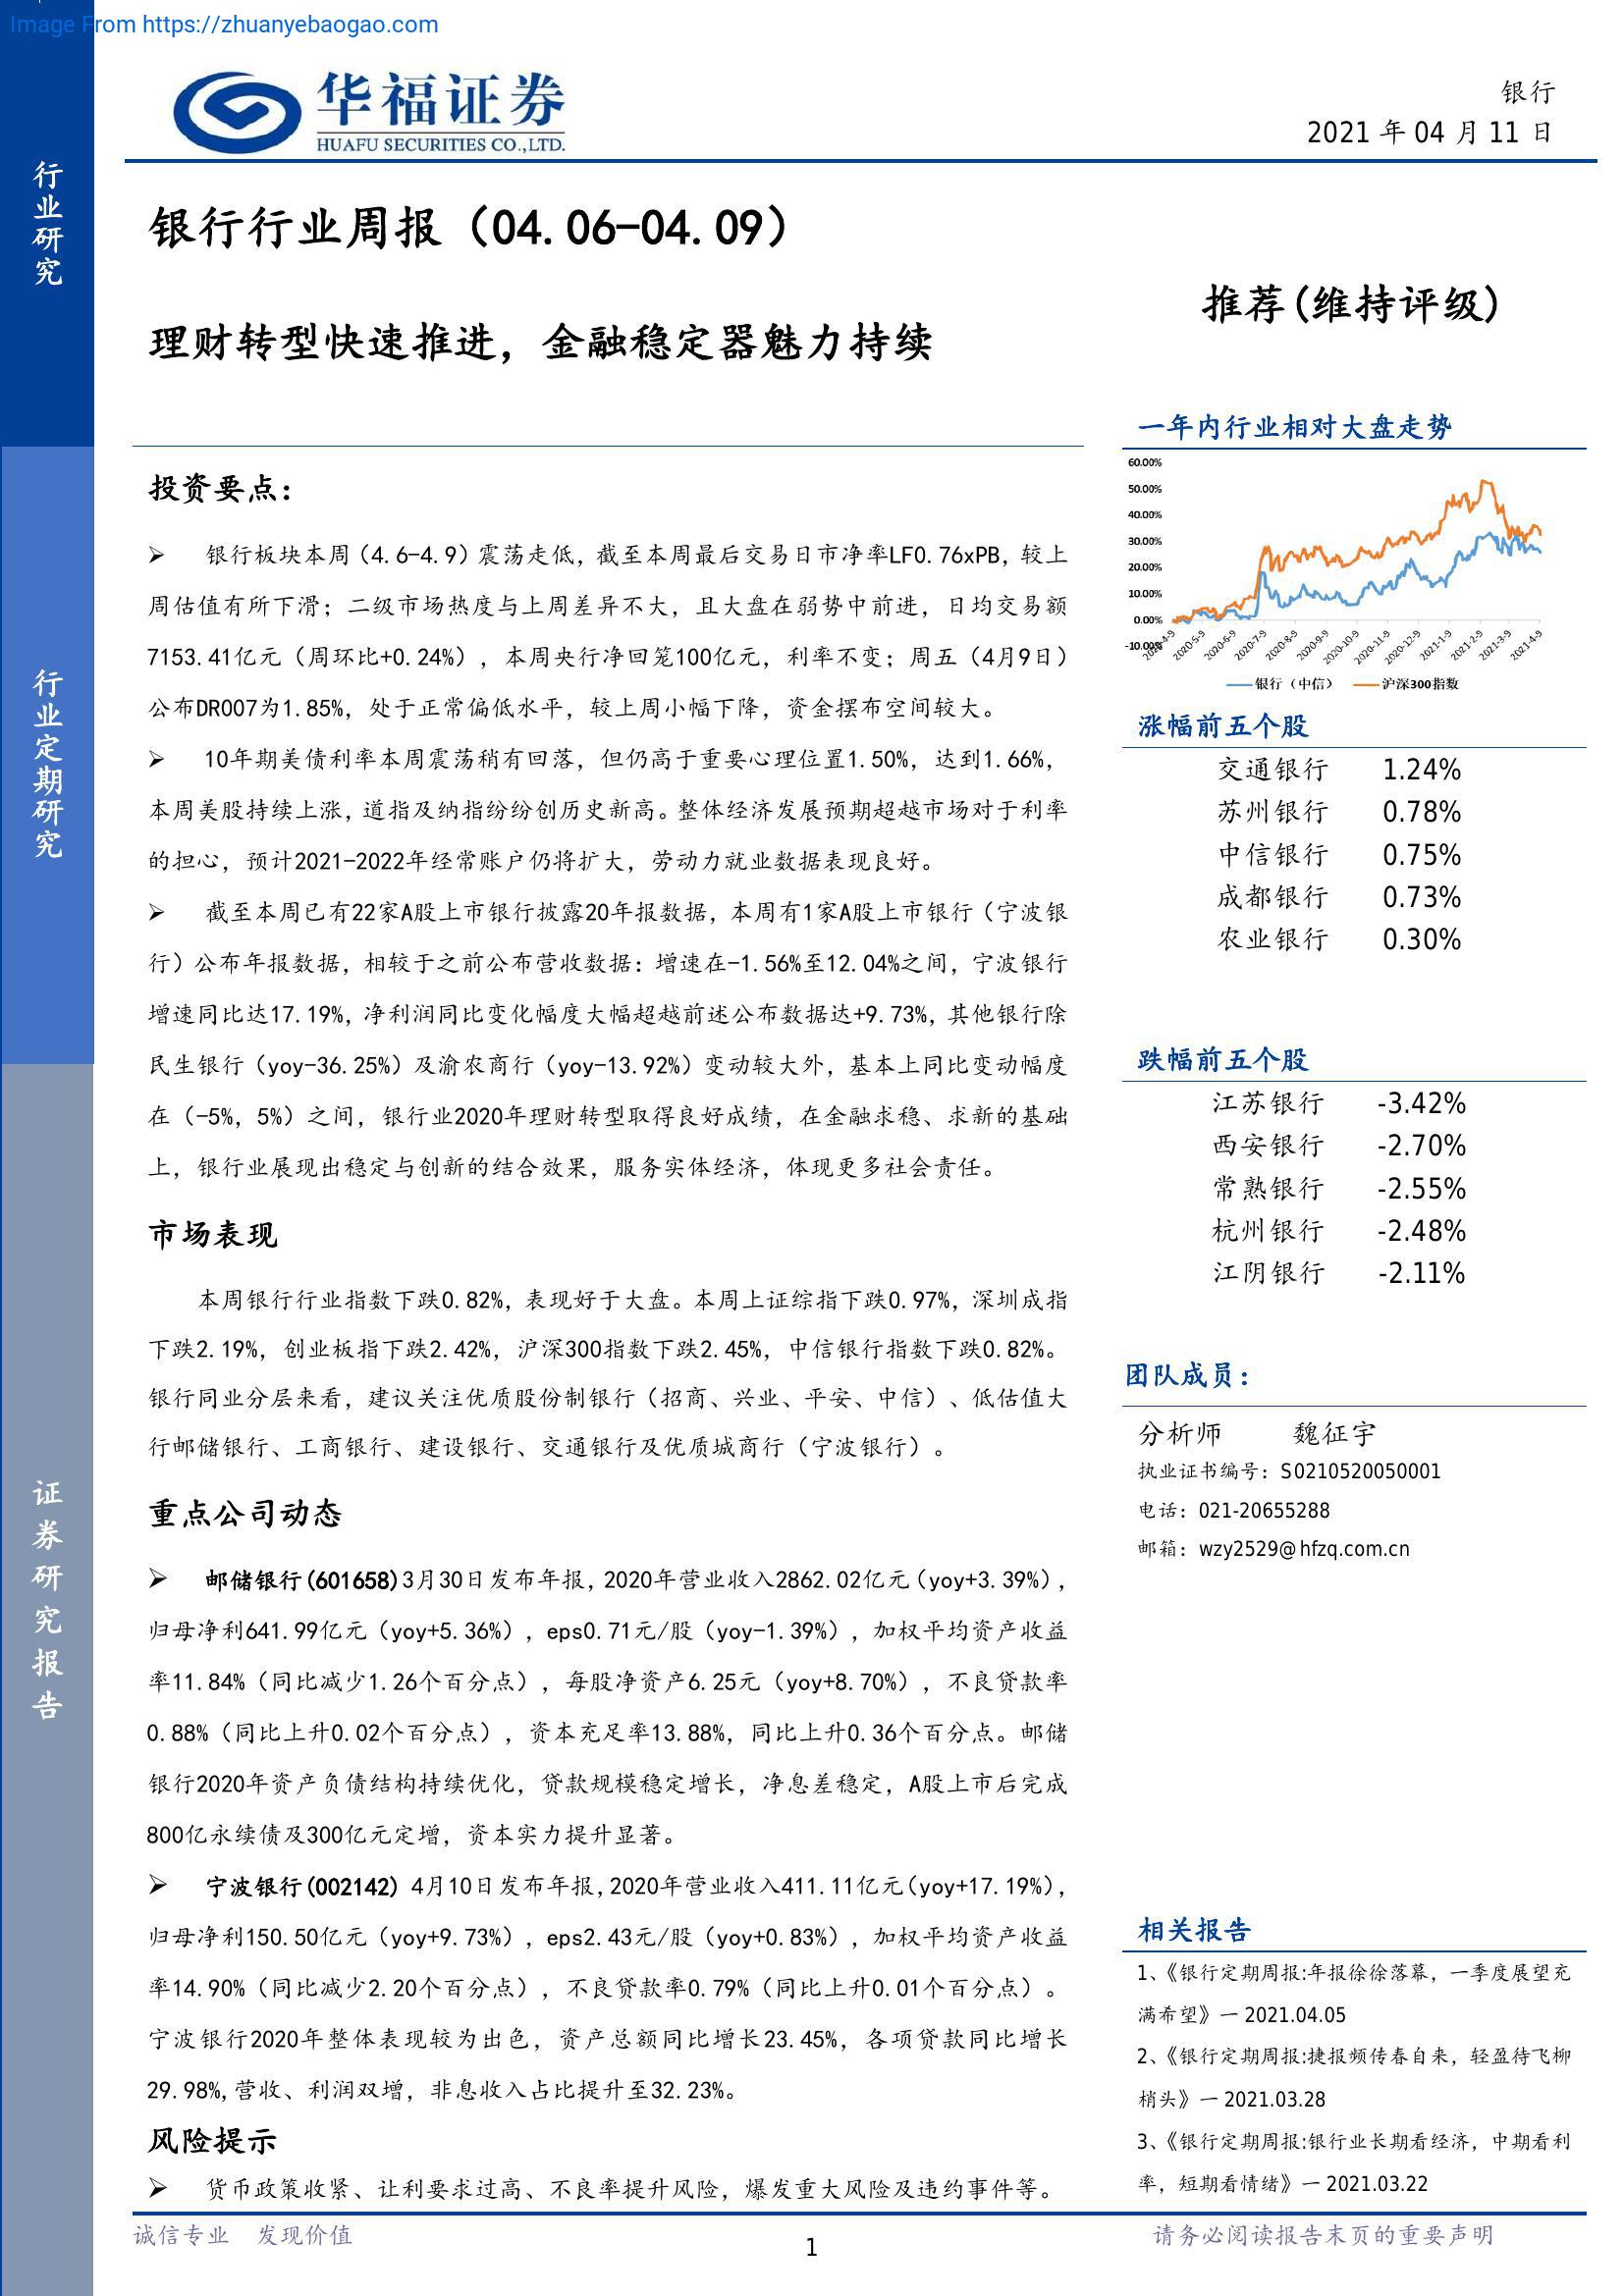 Image From https://zhuanyebaogao.com
华福证券
HUAFU SECURITIES CO.,LTD.
银行
2021 年 04 月 11 日
行业研究
行业定期研究
证券研究报告
银行行业周报（04.06-04.09）
理财转型快速推进，金融稳定器魅力持续
推荐(维持评级)
投资要点：
➢ 银行板块本周（4.6-4.9）震荡走低，截至本周最后交易日市净率LF0.76xPB，较上
周估值有所下滑；二级市场热度与上周差异不大，且大盘在弱势中前进，日均交易额
7153.41亿元（周环比+0.24%），本周央行净回笼100亿元，利率不变；周五（4月9日）
公布DR007为1.85%，处于正常偏低水平，较上周小幅下降，资金摆布空间较大。
➢ 10年期美债利率本周震荡稍有回落，但仍高于重要心理位置1.50%，达到1.66%，
本周美股持续上涨，道指及纳指纷纷创历史新高。整体经济发展预期超越市场对于利率
的担心，预计2021-2022年经常账户仍将扩大，劳动力就业数据表现良好。
➢ 截至本周已有22家A股上市银行披露20年报数据，本周有1家A股上市银行（宁波银
行）公布年报数据，相较于之前公布营收数据：增速在-1.56%至12.04%之间，宁波银行
增速同比达17.19%，净利润同比变化幅度大幅超越前述公布数据达+9.73%，其他银行除
民生银行（yoy-36.25%）及渝农商行（yoy-13.92%）变动较大外，基本上同比变动幅度
在（-5%，5%）之间，银行业2020年理财转型取得良好成绩，在金融求稳、求新的基础
上，银行业展现出稳定与创新的结合效果，服务实体经济，体现更多社会责任。
市场表现
本周银行行业指数下跌0.82%，表现好于大盘。本周上证综指下跌0.97%，深圳成指
下跌2.19%，创业板指下跌2.42%，沪深300指数下跌2.45%，中信银行指数下跌0.82%。
银行同业分层来看，建议关注优质股份制银行（招商、兴业、平安、中信）、低估值大
行邮储银行、工商银行、建设银行、交通银行及优质城商行（宁波银行）。
重点公司动态
➢ 邮储银行(601658)3月30日发布年报，2020年营业收入2862.02亿元（yoy+3.39%），
归母净利641.99亿元（yoy+5.36%），eps0.71元/股（yoy-1.39%），加权平均资产收益
率11.84%（同比减少1.26个百分点），每股净资产6.25元（yoy+8.70%），不良贷款率
0.88%（同比上升0.02个百分点），资本充足率13.88%，同比上升0.36个百分点。邮储
银行2020年资产负债结构持续优化，贷款规模稳定增长，净息差稳定，A股上市后完成
800亿永续债及300亿元定增，资本实力提升显著。
➢ 宁波银行(002142) 4月10日发布年报,2020年营业收入411.11亿元(yoy+17.19%)，
归母净利150.50亿元（yoy+9.73%），eps2.43元/股（yoy+0.83%），加权平均资产收益
率14.90%（同比减少2.20个百分点），不良贷款率0.79%（同比上升0.01个百分点）。
宁波银行2020年整体表现较为出色，资产总额同比增长23.45%，各项贷款同比增长
29.98%,营收、利润双增，非息收入占比提升至32.23%。
风险提示
➢ 货币政策收紧、让利要求过高、不良率提升风险，爆发重大风险及违约事件等。
一年内行业相对大盘走势
60.00%
50.00%
40.00%
30.00%
20.00%
10.00%
0.00%
-10.00%
2020-4-9 2020-5-9 2020-6-9 2020-7-9 2020-8-9 2020-9-9 2020-10-9 2020-11-9 2020-12-9 2021-1-9 2021-2-9 2021-3-9 2021-4-9
银行（中信） 沪深300指数
涨幅前五个股
交通银行 1.24%
苏州银行 0.78%
中信银行 0.75%
成都银行 0.73%
农业银行 0.30%
跌幅前五个股
江苏银行 -3.42%
西安银行 -2.70%
常熟银行 -2.55%
杭州银行 -2.48%
江阴银行 -2.11%
团队成员：
分析师 魏征宇
执业证书编号：S0210520050001
电话：021-20655288
邮箱：wzy2529@hfzq.com.cn
相关报告
1、《银行定期周报:年报徐徐落幕，一季度展望充
满希望》一 2021.04.05
2、《银行定期周报:捷报频传春自来，轻盈待飞柳
梢头》一 2021.03.28
3、《银行定期周报:银行业长期看经济，中期看利
率，短期看情绪》一 2021.03.22
诚信专业 发现价值
1
请务必阅读报告末页的重要声明